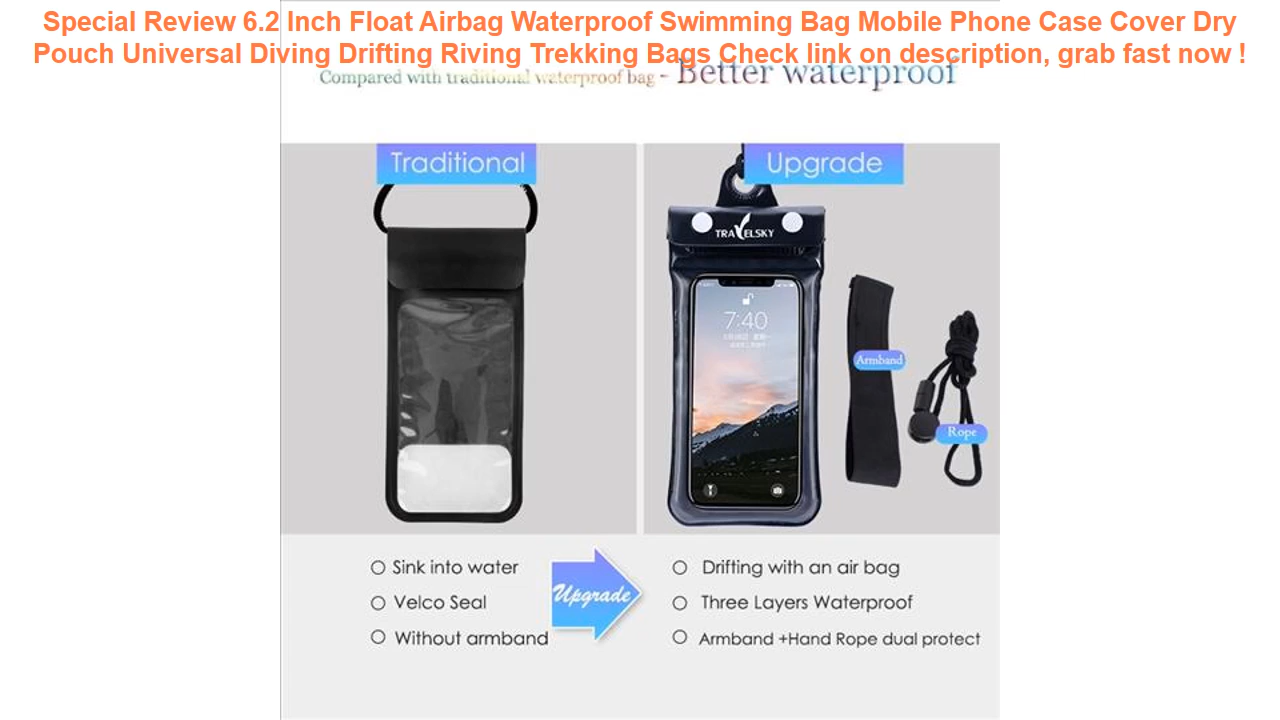 Special Review 6.2 Inch Float Airbag Waterproof Swimming Bag Mobile Phone Case Cover Dry
Pouch Universal Diving Drifting Riving Trekking Bags Check link on description, grab fast now !
Compared with traditional waterproof bag - Better waterproof
Traditional
Upgrade
TRAVELSKY
7:40
Armband
Rope
Sink into water
Velco Seal
Without armband
Upgrade
Drifting with an air bag
Three Layers Waterproof
Armband +Hand Rope dual protect